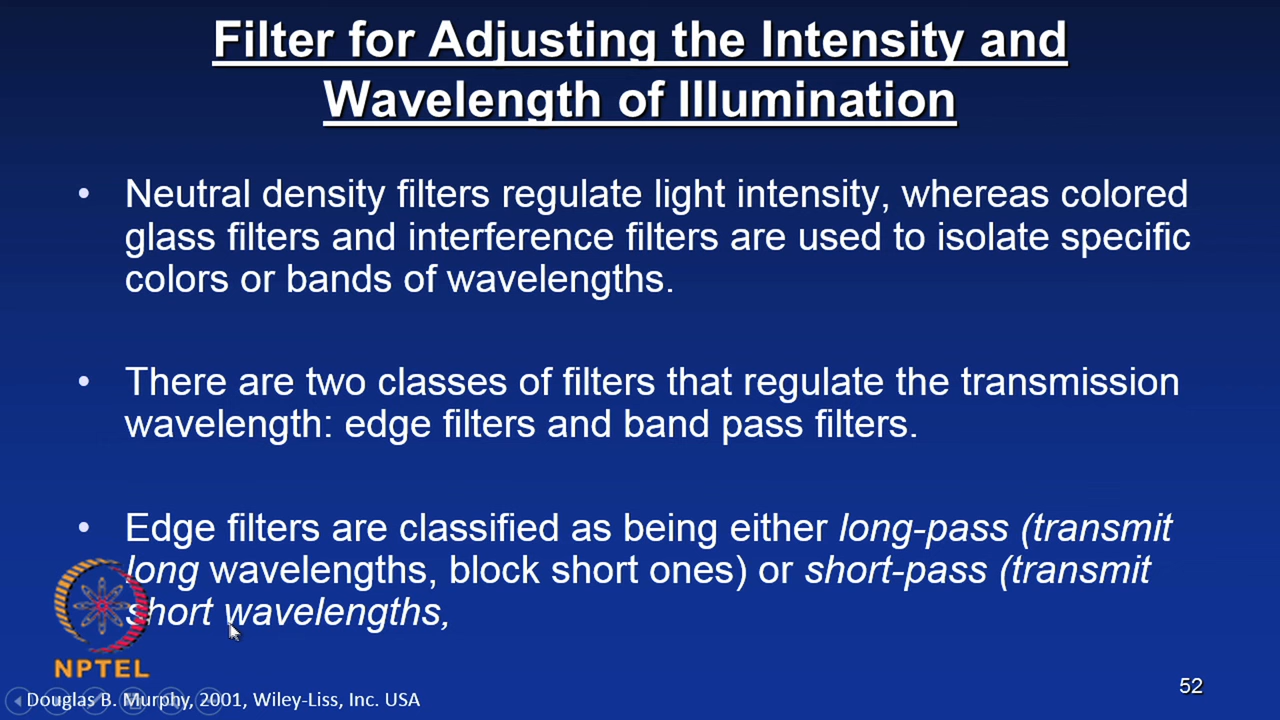 Filter for Adjusting the Intensity and
Wavelength of Illumination
• Neutral density filters regulate light intensity, whereas colored
glass filters and interference filters are used to isolate specific
colors or bands of wavelengths.
• There are two classes of filters that regulate the transmission
wavelength: edge filters and band pass filters.
• Edge filters are classified as being either long-pass (transmit
long wavelengths, block short ones) or short-pass (transmit
short wavelengths,
NPTEL
Douglas B. Murphy, 2001, Wiley-Liss, Inc. USA
52